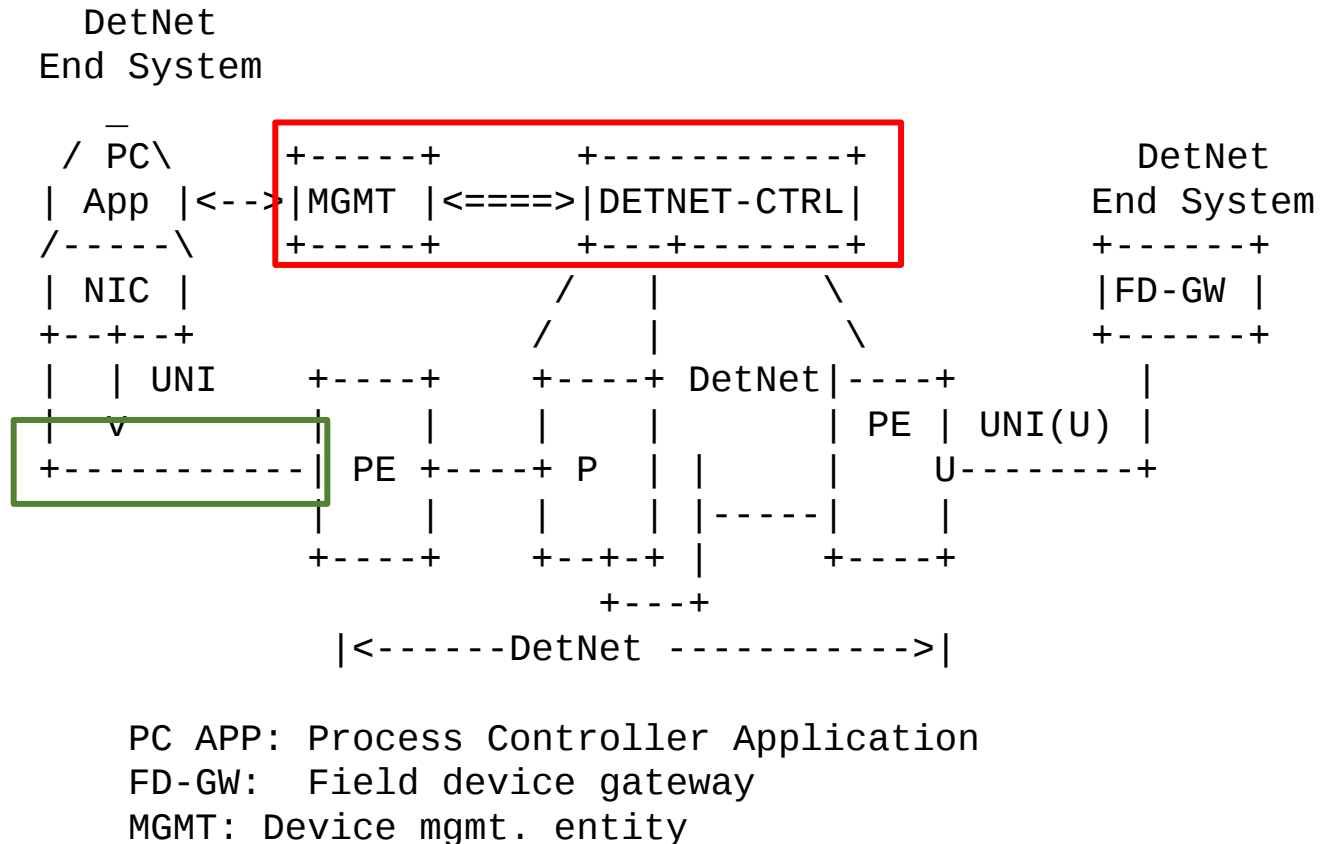 DetNet
End System
   _
 / PC\     +-----+      +-----------+            DetNet
| App |<-->|MGMT |<====>|DETNET-CTRL|          End System
/-----\    +-----+      +---+-------+          +------+
| NIC |                /   |       \           |FD-GW |
+--+--+               /    |        \          +------+
|  | UNI    +----+    +----+ DetNet|----+        |
|  v        |    |    |    |       | PE | UNI(U) |
+-----------| PE +----+ P  | |     |    U--------+
            |    |    |    | |-----|    |
            +----+    +--+-+ |     +----+
                         +---+
             |<------DetNet ----------->|
PC APP: Process Controller Application
FD-GW:  Field device gateway
MGMT: Device mgmt. entity